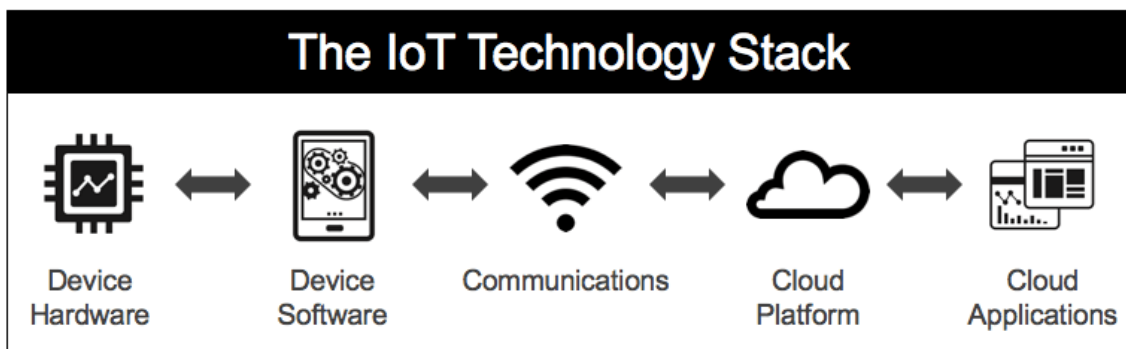 The IoT Technology Stack
Device
Hardware
Device
Software
Communications
Cloud
Platform
Cloud
Applications